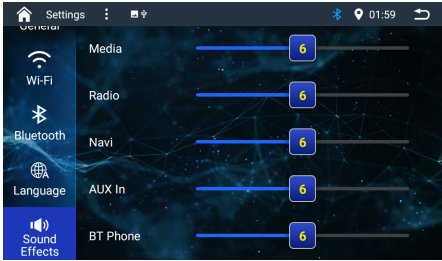 Settings
01:59
General
Wi-Fi
Bluetooth
Language
Sound
Effects
Media
6
Radio
6
Navi
6
AUX In
6
BT Phone
6